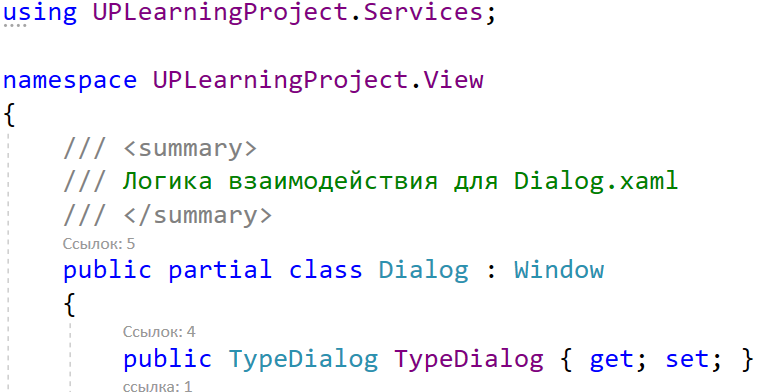 using UPLearningProject.Services;
namespace UPLearningProject.View
{
/// <summary>
/// Логика взаимодействия для Dialog.xaml
/// </summary>
Ссылок: 5
public partial class Dialog : Window
{
Ссылок: 4
public TypeDialog TypeDialog { get; set; }
ссылка: 1